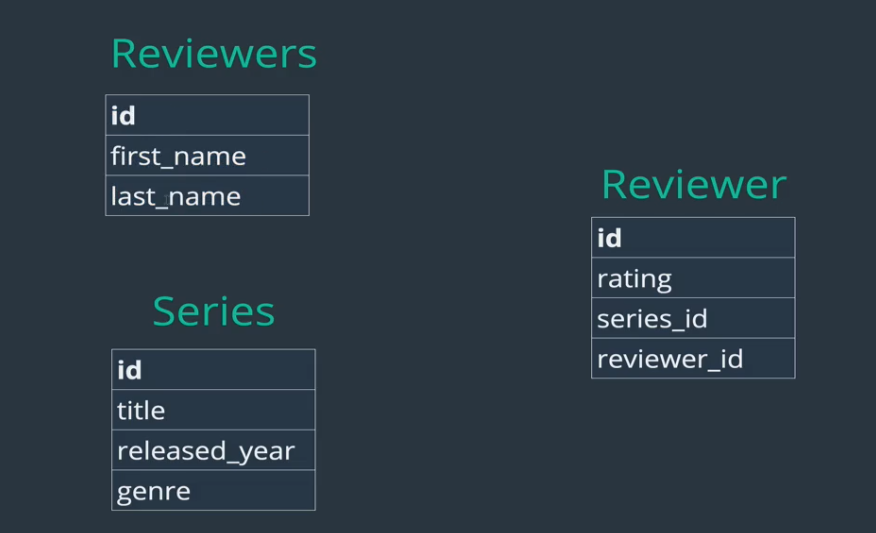 Reviewers
id
first_name
last_name
Series
id
title
released_year
genre
Reviewer
id
rating
series_id
reviewer_id